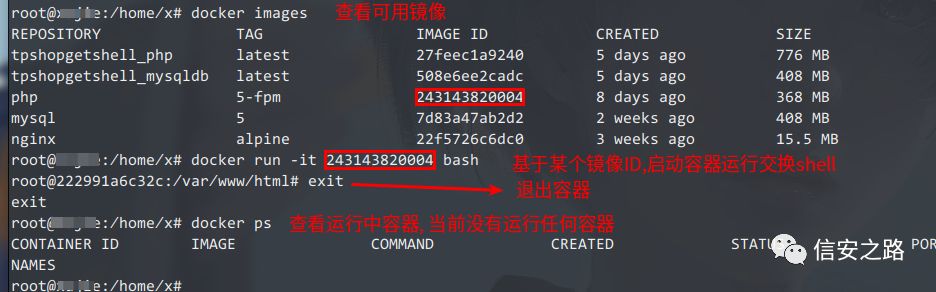 root@x jie:/home/x# docker images 查看可用镜像
REPOSITORY TAG IMAGE ID CREATED SIZE
tpshopgetshell_php latest 27feec1a9240 5 days ago 776 MB
tpshopgetshell_mysqldb latest 508e6ee2cadc 5 days ago 408 MB
php 5-fpm 243143820004 8 days ago 368 MB
mysql 5 7d83a47ab2d2 2 weeks ago 408 MB
nginx alpine 22f5726c6dc0 3 weeks ago 15.5 MB
root@ :/home/x# docker run -it 243143820004 bash 基于某个镜像ID,启动容器运行交换shell
root@222991a6c32c:/var/www/html# exit 退出容器
exit
root@ :/home/x# docker ps 查看运行中容器, 当前没有运行任何容器
CONTAINER ID IMAGE COMMAND CREATED STATU POR
NAMES
root@x jie:/home/x#
信安之路